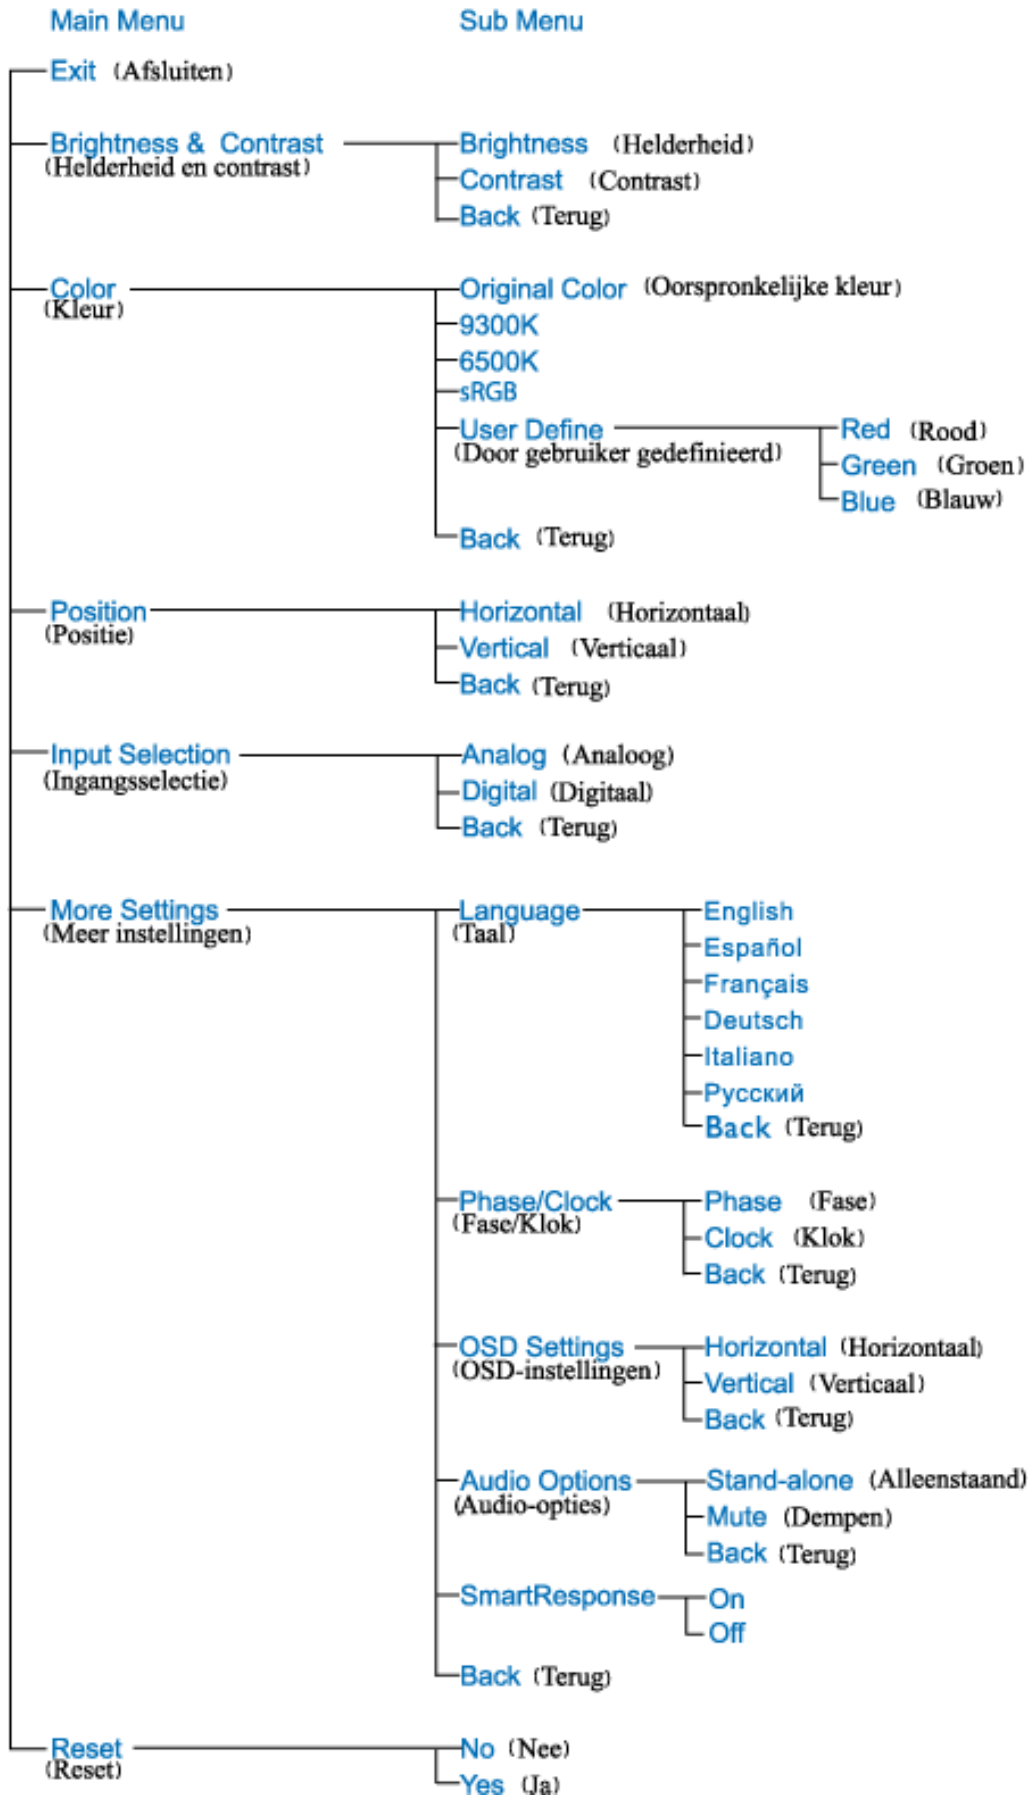 Main Menu Sub Menu
Exit (Afsluiten)
Brightness & Contrast Brightness (Helderheid)
(Helderheid en contrast)
Contrast (Contrast)
Back (Terug)
Color Original Color (Oorspronkelijke kleur)
(Kleur)
9300K
6500K
sRGB
User Define Red (Rood)
(Door gebruiker gedefinieerd)
Green (Groen)
Blue (Blauw)
Back (Terug)
Position Horizontal (Horizontaal)
(Positie)
Vertical (Verticaal)
Back (Terug)
Input Selection Analog (Analoog)
(Ingangsselectie)
Digital (Digitaal)
Back (Terug)
More Settings Language English
(Meer instellingen) (Taal)
Español
Français
Deutsch
Italiano
Русский
Back (Terug)
Phase/Clock Phase (Fase)
(Fase/Klok)
Clock (Klok)
Back (Terug)
OSD Settings Horizontal (Horizontaal)
(OSD-instellingen)
Vertical (Verticaal)
Back (Terug)
Audio Options Stand-alone (Alleenstaand)
(Audio-opties)
Mute (Dempen)
Back (Terug)
SmartResponse On
Off
Back (Terug)
Reset No (Nee)
(Reset)
Yes (Ja)